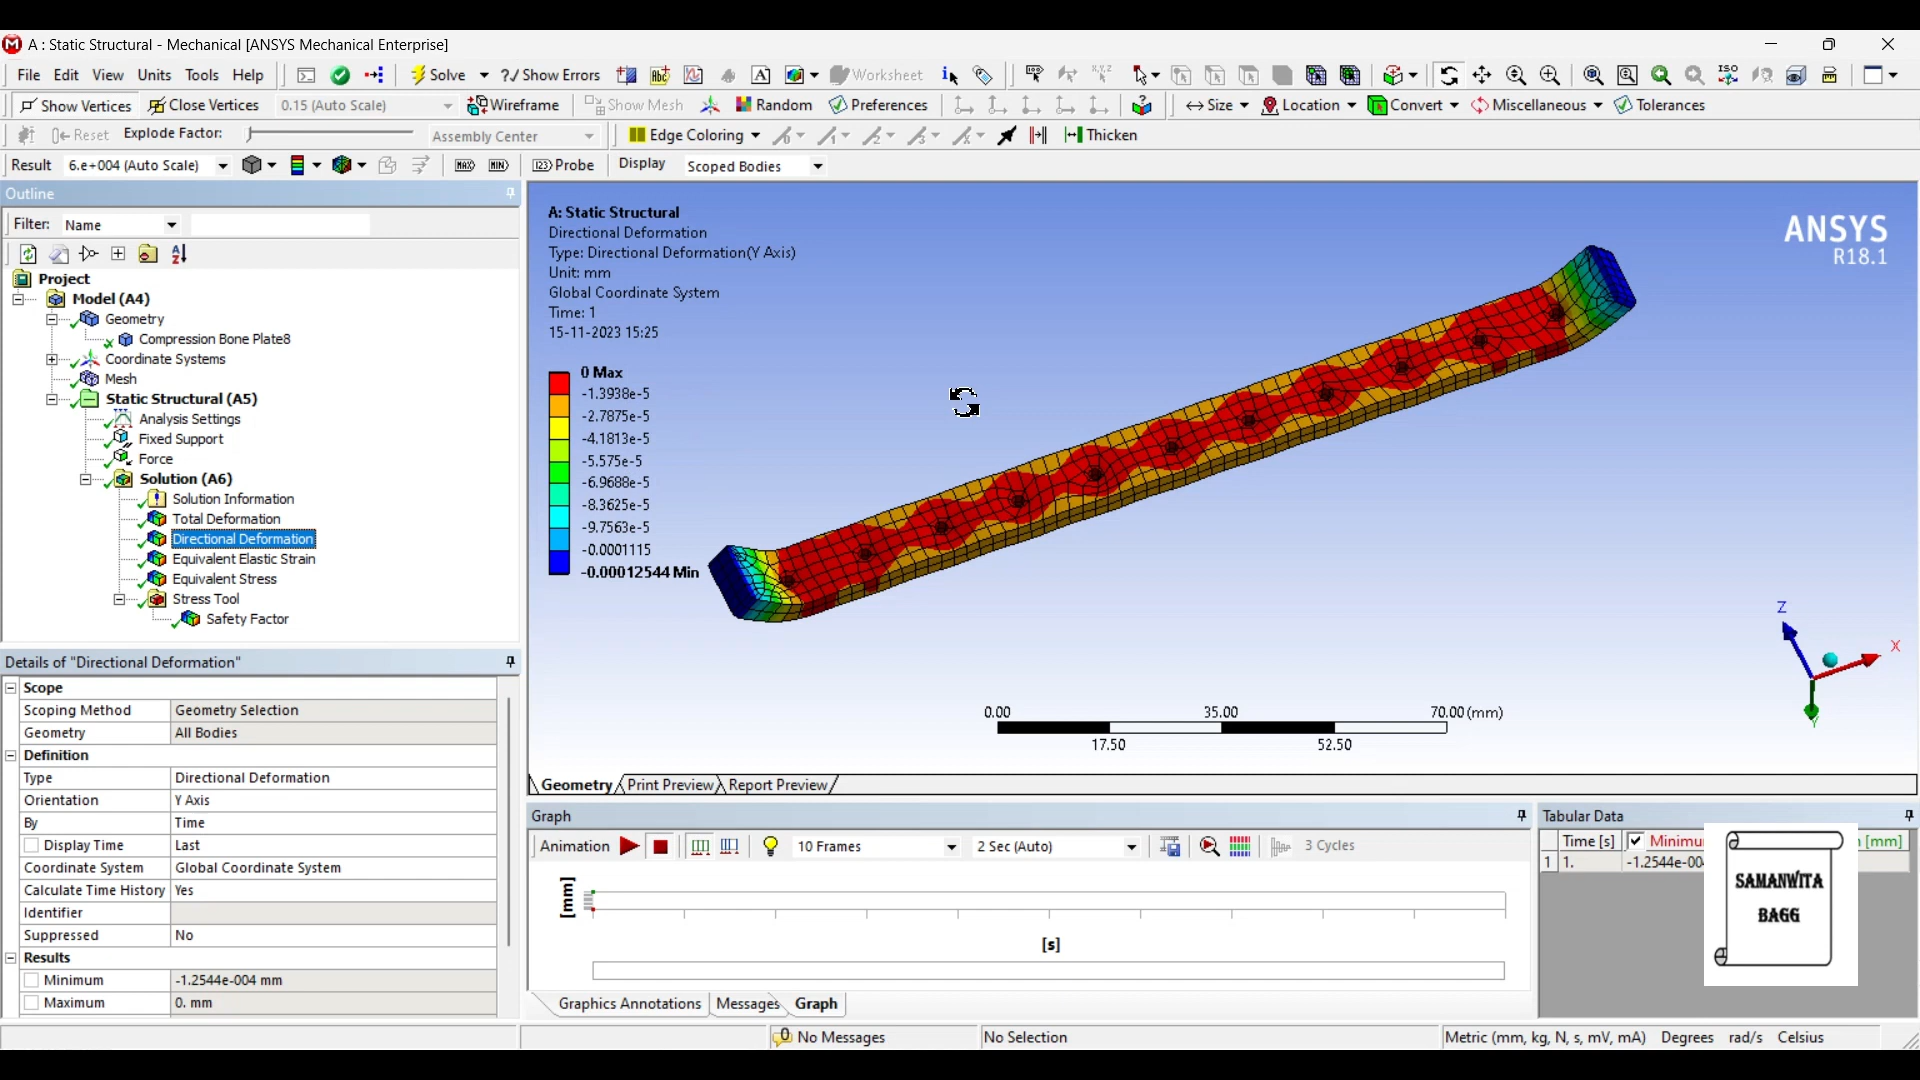 A : Static Structural - Mechanical [ANSYS Mechanical Enterprise]
File Edit View Units Tools Help Solve ?/ Show Errors Worksheet
Show Vertices Close Vertices 0.15 (Auto Scale) Wireframe Show Mesh Random Preferences Size Location Convert Miscellaneous Tolerances
Reset Explode Factor: Assembly Center Edge Coloring Thicken
Result 6.e+004 (Auto Scale) MAX MIN Probe Display Scoped Bodies
Outline
Filter: Name
Project
Model (A4)
Geometry
Compression Bone Plate8
Coordinate Systems
Mesh
Static Structural (A5)
Analysis Settings
Fixed Support
Force
Solution (A6)
Solution Information
Total Deformation
Directional Deformation
Equivalent Elastic Strain
Equivalent Stress
Stress Tool
Safety Factor
Details of "Directional Deformation"
Scope
Scoping Method Geometry Selection
Geometry All Bodies
Definition
Type Directional Deformation
Orientation Y Axis
By Time
Display Time Last
Coordinate System Global Coordinate System
Calculate Time History Yes
Identifier
Suppressed No
Results
Minimum -1.2544e-004 mm
Maximum 0. mm
A: Static Structural
Directional Deformation
Type: Directional Deformation(Y Axis)
Unit: mm
Global Coordinate System
Time: 1
15-11-2023 15:25
0 Max
-1.3938e-5
-2.7875e-5
-4.1813e-5
-5.575e-5
-6.9688e-5
-8.3625e-5
-9.7563e-5
-0.0001115
-0.00012544 Min
ANSYS
R18.1
Z
X
Y
0.00 35.00 70.00 (mm)
17.50 52.50
Geometry Print Preview Report Preview
Graph
Animation 10 Frames 2 Sec (Auto) 3 Cycles
[mm]
[s]
Graphics Annotations Messages Graph
Tabular Data
Time [s] Minimu [mm]
1 1. -1.2544e-00
SAMANWITA
BAGG
No Messages No Selection Metric (mm, kg, N, s, mV, mA) Degrees rad/s Celsius